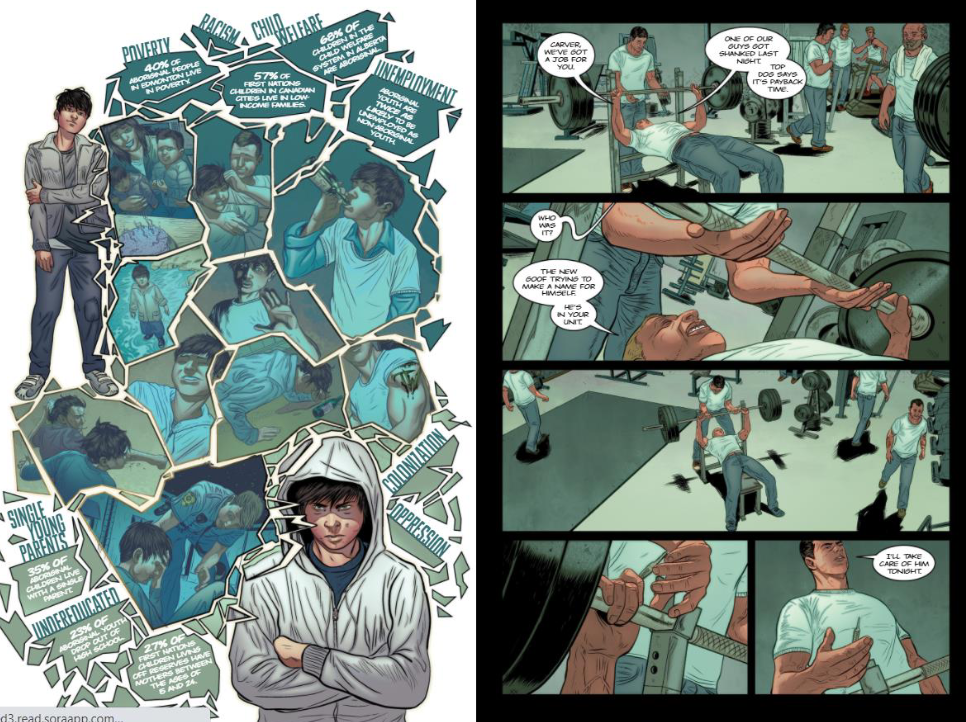 POVERTY
40% OF
ABORIGINAL PEOPLE
IN EDMONTON LIVE
IN POVERTY.
RACISM
57% OF
FIRST NATIONS
CHILDREN IN CANADIAN
CITIES LIVE IN LOW-
INCOME FAMILIES.
CHILD
WELFARE
68% OF
CHILDREN IN THE
CHILD WELFARE
SYSTEM IN ALBERTA
ARE ABORIGINAL.
UNEMPLOYMENT
ABORIGINAL
YOUTH ARE
TWICE AS
LIKELY TO BE
UNEMPLOYED AS
NON-ABORIGINAL
YOUTH.
COLONIZATION
OPPRESSION
SINGLE
YOUNG
PARENTS
35% OF
ABORIGINAL
CHILDREN LIVE
WITH A SINGLE
PARENT.
UNDEREDUCATED
23% OF
ABORIGINAL YOUTH
DROP OUT OF
HIGH SCHOOL.
27% OF
FIRST NATIONS
CHILDREN LIVING
OFF RESERVES HAVE
MOTHERS BETWEEN
THE AGES OF
15 AND 24.
d3.read.soraapp.com...
CARVER,
WE'VE GOT
A JOB FOR
YOU.
ONE OF OUR
GUYS GOT
SHANKED LAST
NIGHT.
TOP
DOG SAYS
IT'S PAYBACK
TIME.
WHO
WAS
IT?
THE NEW
GOOF TRYING TO
MAKE A NAME FOR
HIMSELF.
HE'S
IN YOUR
UNIT.
I'LL TAKE
CARE OF HIM
TONIGHT.